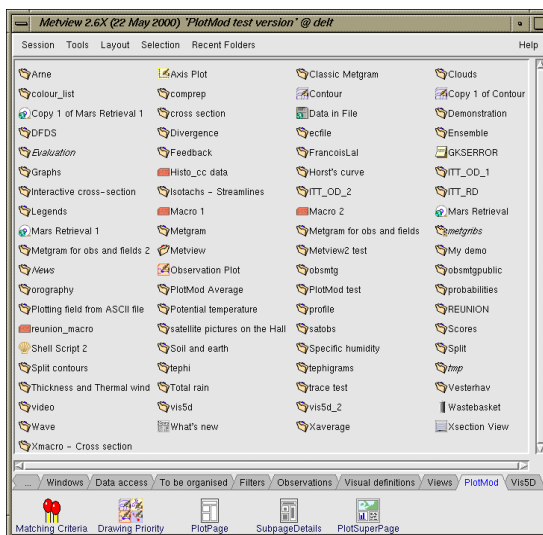 Metview 2.6X (22 May 2000) "PlotMod test version" @ delt
Session Tools Layout Selection Recent Folders Help
Arne Axis Plot Classic Metgram Clouds
colour_list comprep Contour Copy 1 of Contour
Copy 1 of Mars Retrieval 1 cross section Data in File Demonstration
DFDS Divergence ecfile Ensemble
Evaluation Feedback FrancoisLal GKSERROR
Graphs Histo_cc data Horst's curve ITT_OD_1
Interactive cross-section Isotachs - Streamlines ITT_OD_2 ITT_RD
Legends Macro 1 Macro 2 Mars Retrieval
Mars Retrieval 1 Metgram Metgram for obs and fields metgribs
Metgram for obs and fields 2 Metview Metview2 test My demo
News Observation Plot obsmtg obsmtgpublic
orography PlotMod Average PlotMod test probabilities
Plotting field from ASCII file Potential temperature profile REUNION
reunion_macro satellite pictures on the Hall satobs Scores
Shell Script 2 Soil and earth Specific humidity Split
Split contours tephi tephigrams tmp
Thickness and Thermal wind Total rain trace test Vesterhav
video vis5d vis5d_2 Wastebasket
Wave What's new Xaverage Xsection View
Xmacro - Cross section
... Windows Data access To be organised Filters Observations Visual definitions Views PlotMod Vis5D
Matching Criteria Drawing Priority PlotPage SubpageDetails PlotSuperPage